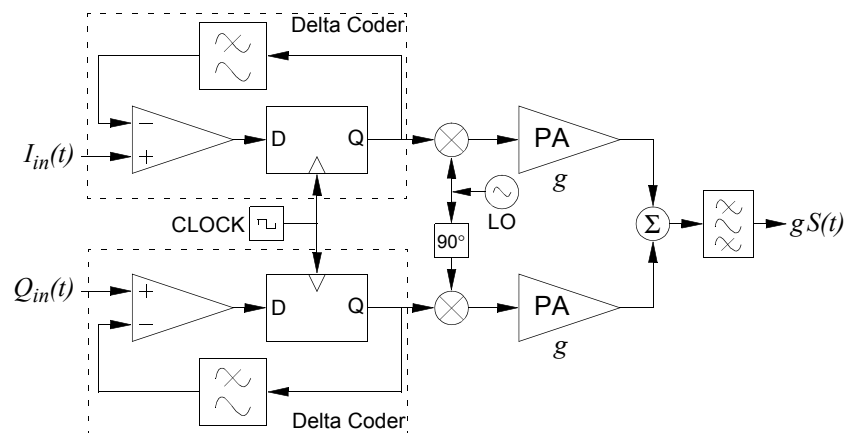 Delta Coder
−
+
D
Q
I_in(t)
PA
g
LO
CLOCK
90°
Σ
gS(t)
Q_in(t)
+
−
D
Q
PA
g
Delta Coder